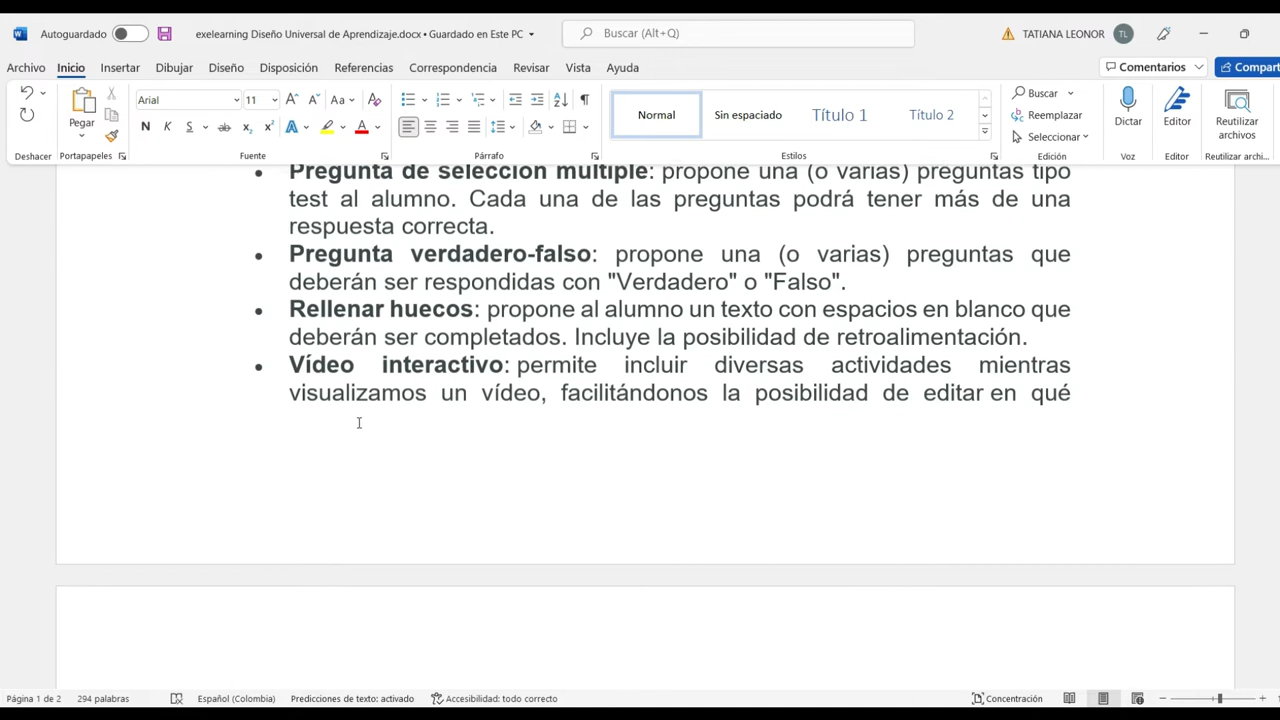 Autoguardado exelearning Diseño Universal de Aprendizaje.docx • Guardado en Este PC Buscar (Alt+Q) TATIANA LEONOR TL
Archivo Inicio Insertar Dibujar Diseño Disposición Referencias Correspondencia Revisar Vista Ayuda Comentarios Compart
Pegar Arial 11 Aa Normal Sin espaciado Título 1 Título 2 Buscar Reemplazar Seleccionar Dictar Editor Reutilizar archivos
N K S ab x₂ x² A A
Deshacer Portapapeles Fuente Párrafo Estilos Edición Voz Editor Reutilizar archi...
• Pregunta de selección múltiple: propone una (o varias) preguntas tipo
test al alumno. Cada una de las preguntas podrá tener más de una
respuesta correcta.
• Pregunta verdadero-falso: propone una (o varias) preguntas que
deberán ser respondidas con "Verdadero" o "Falso".
• Rellenar huecos: propone al alumno un texto con espacios en blanco que
deberán ser completados. Incluye la posibilidad de retroalimentación.
• Vídeo interactivo: permite incluir diversas actividades mientras
visualizamos un vídeo, facilitándonos la posibilidad de editar en qué
Página 1 de 2 294 palabras Español (Colombia) Predicciones de texto: activado Accesibilidad: todo correcto Concentración